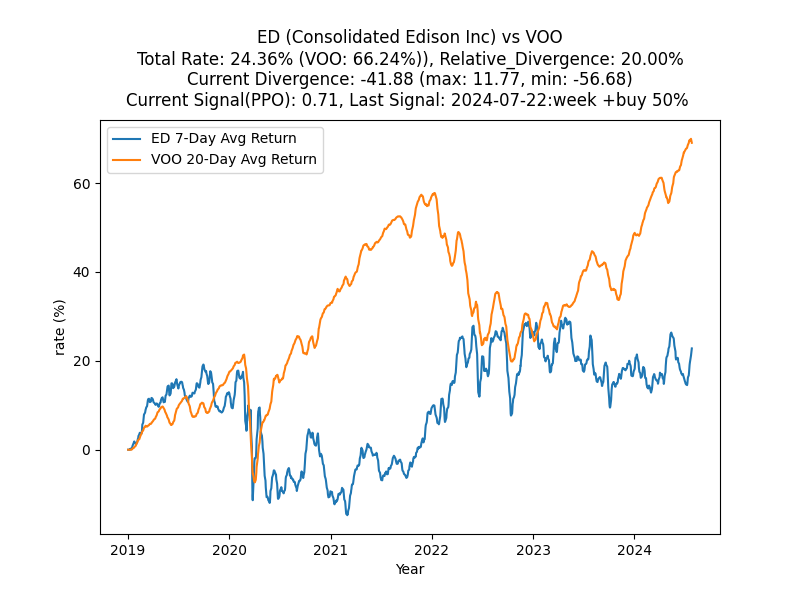 ED (Consolidated Edison Inc) vs VOO
Total Rate: 24.36% (VOO: 66.24%)), Relative_Divergence: 20.00%
Current Divergence: -41.88 (max: 11.77, min: -56.68)
Current Signal(PPO): 0.71, Last Signal: 2024-07-22:week +buy 50%
ED 7-Day Avg Return
VOO 20-Day Avg Return
60
40
20
0
rate (%)
2019 2020 2021 2022 2023 2024
Year